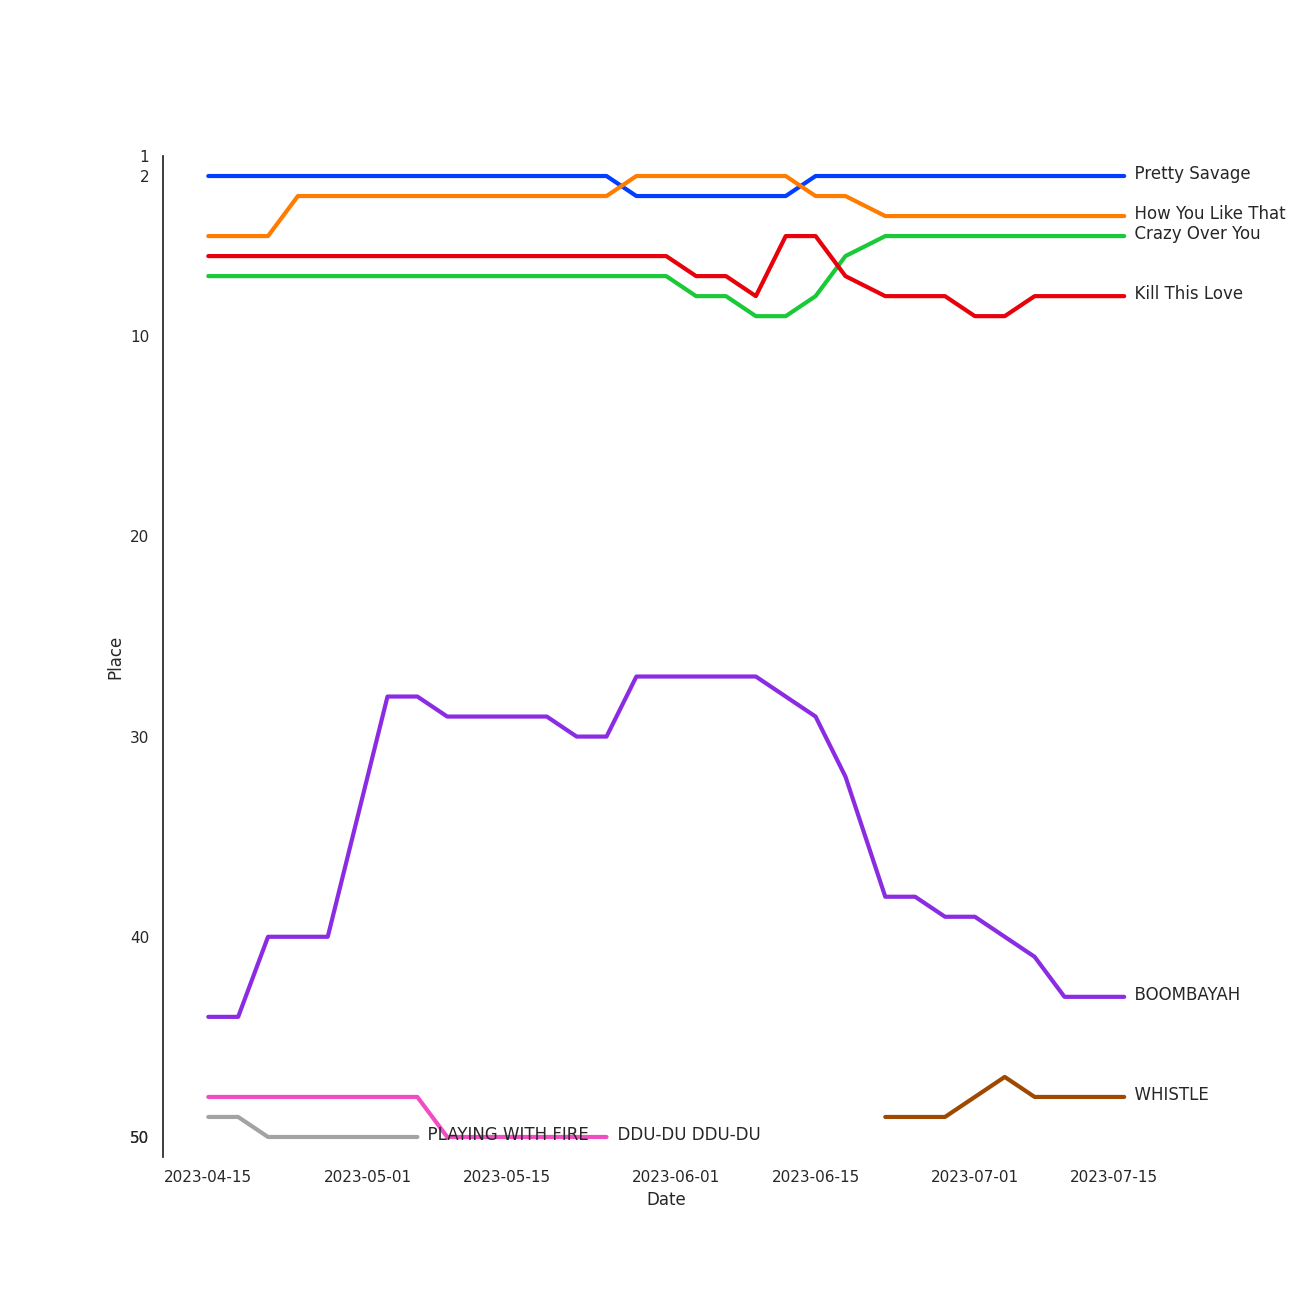 1
2
10
20
30
40
50
Place
Pretty Savage
How You Like That
Crazy Over You
Kill This Love
BOOMBAYAH
WHISTLE
PLAYING WITH FIRE
DDU-DU DDU-DU
2023-04-15
2023-05-01
2023-05-15
2023-06-01
2023-06-15
2023-07-01
2023-07-15
Date